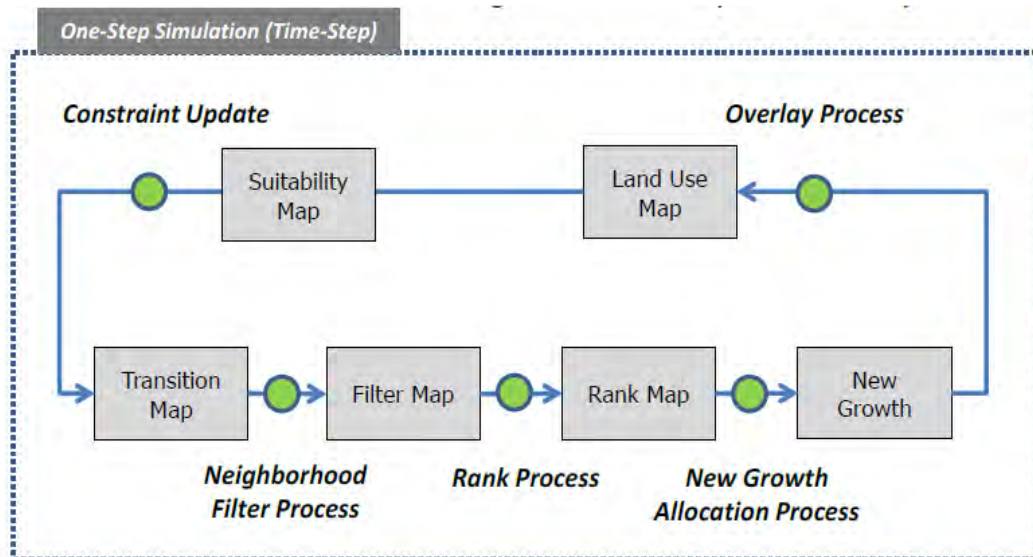 One-Step Simulation (Time-Step)
Constraint Update
Overlay Process
Suitability
Map
Land Use
Map
Transition
Map
Filter Map
Rank Map
New
Growth
Neighborhood
Filter Process
Rank Process
New Growth
Allocation Process